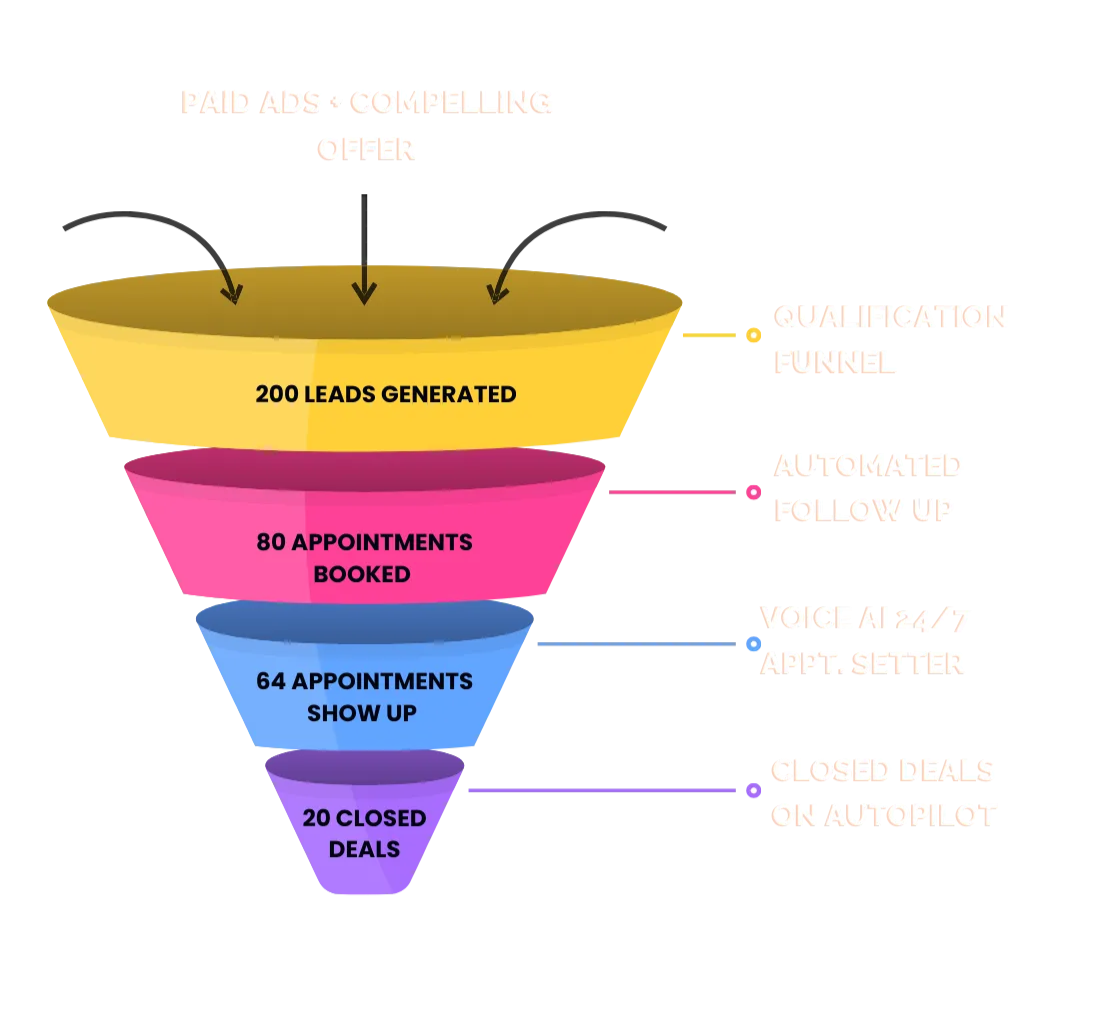 PAID ADS + COMPELLING
OFFER
200 LEADS GENERATED
QUALIFICATION
FUNNEL
80 APPOINTMENTS
BOOKED
AUTOMATED
FOLLOW UP
64 APPOINTMENTS
SHOW UP
VOICE AI 24/7
APPT. SETTER
20 CLOSED
DEALS
CLOSED DEALS
ON AUTOPILOT